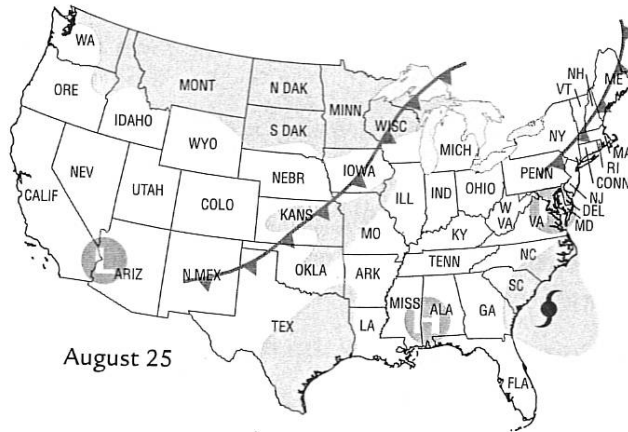 WA
MONT
N DAK
MINN
NH
VT
ME
ORE
IDAHO
S DAK
WISC
NY
WYO
MICH
MA
RI
CONN
NEV
NEBR
IOWA
PENN
NJ
DEL
MD
UTAH
COLO
ILL
IND
OHIO
W
VA
VA
CALIF
KANS
MO
KY
L
ARIZ
N MEX
OKLA
ARK
TENN
NC
SC
MISS
H
ALA
GA
TEX
LA
FLA
August 25